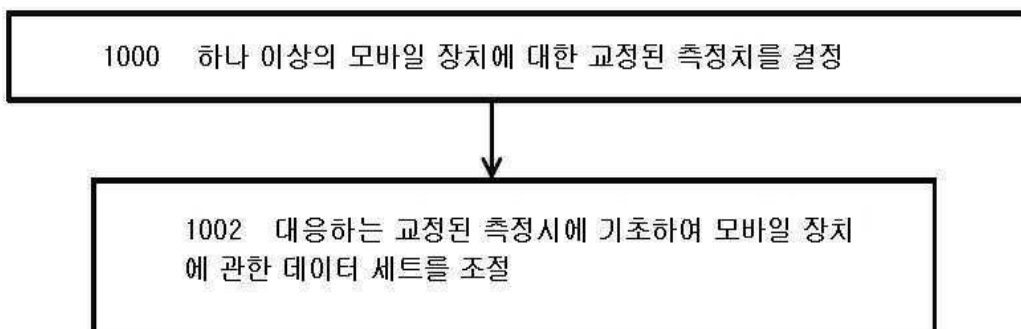 1000 하나 이상의 모바일 장치에 대한 교정된 측정치를 결정
1002 대응하는 교정된 측정시에 기초하여 모바일 장치
에 관한 데이터 세트를 조절